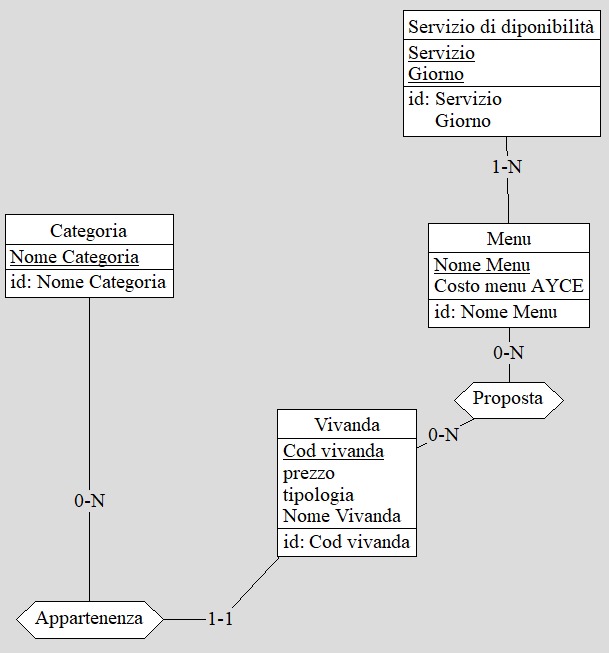 Servizio di diponibilità
Servizio
Giorno
id: Servizio
Giorno
1-N
Menu
Nome Menu
Costo menu AYCE
id: Nome Menu
0-N
Proposta
0-N
Categoria
Nome Categoria
id: Nome Categoria
0-N
Vivanda
Cod vivanda
prezzo
tipologia
Nome Vivanda
id: Cod vivanda
Appartenenza
1-1